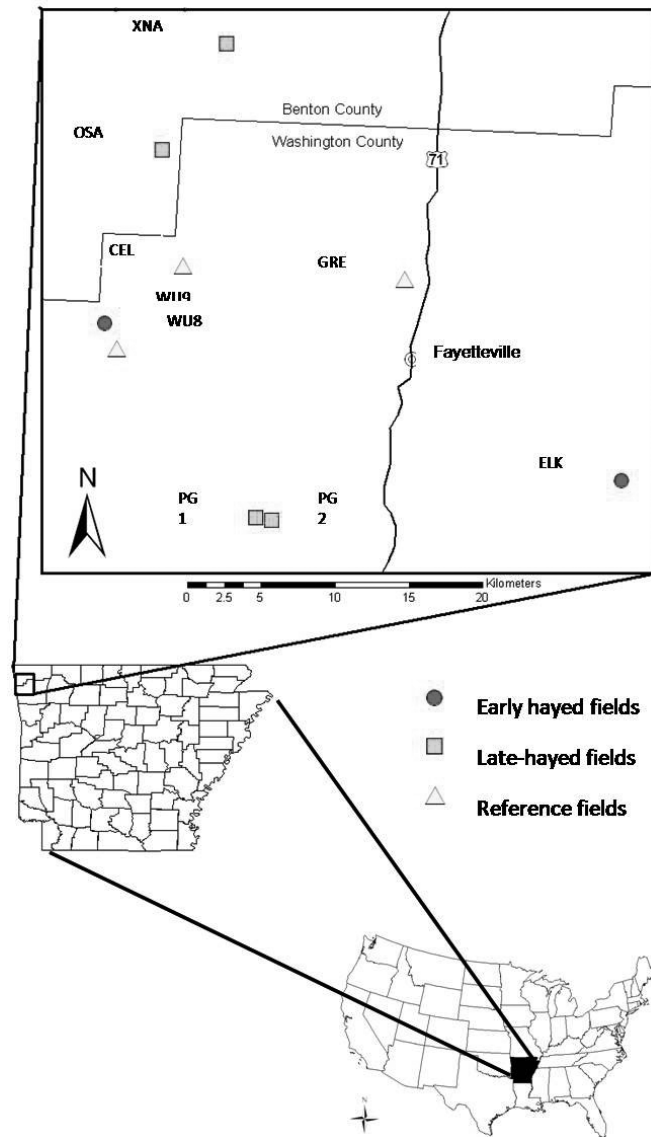 XNA
Benton County
OSA
Washington County
71
CEL
GRE
WU9
WU8
Fayetteville
ELK
N
PG
1
PG
2
Kilometers
0 2.5 5 10 15 20
Early hayed fields
Late-hayed fields
Reference fields